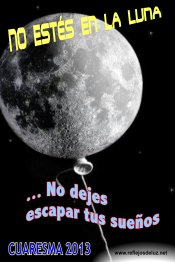 NO ESTÉS EN LA LUNA
... No dejes
escapar tus sueños
CUARESMA 2013
www.reflejosdeluz.net